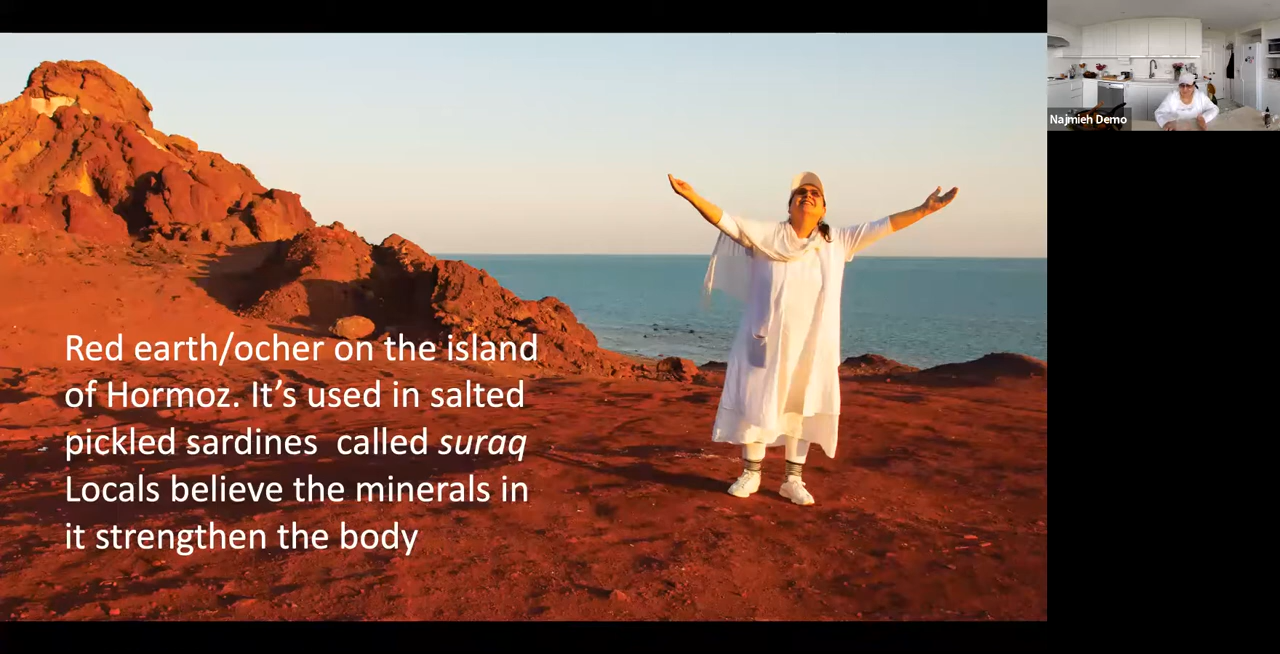 Red earth/ocher on the island
of Hormoz. It's used in salted
pickled sardines  called suraq
Locals believe the minerals in
it strengthen the body
Najmieh Demo